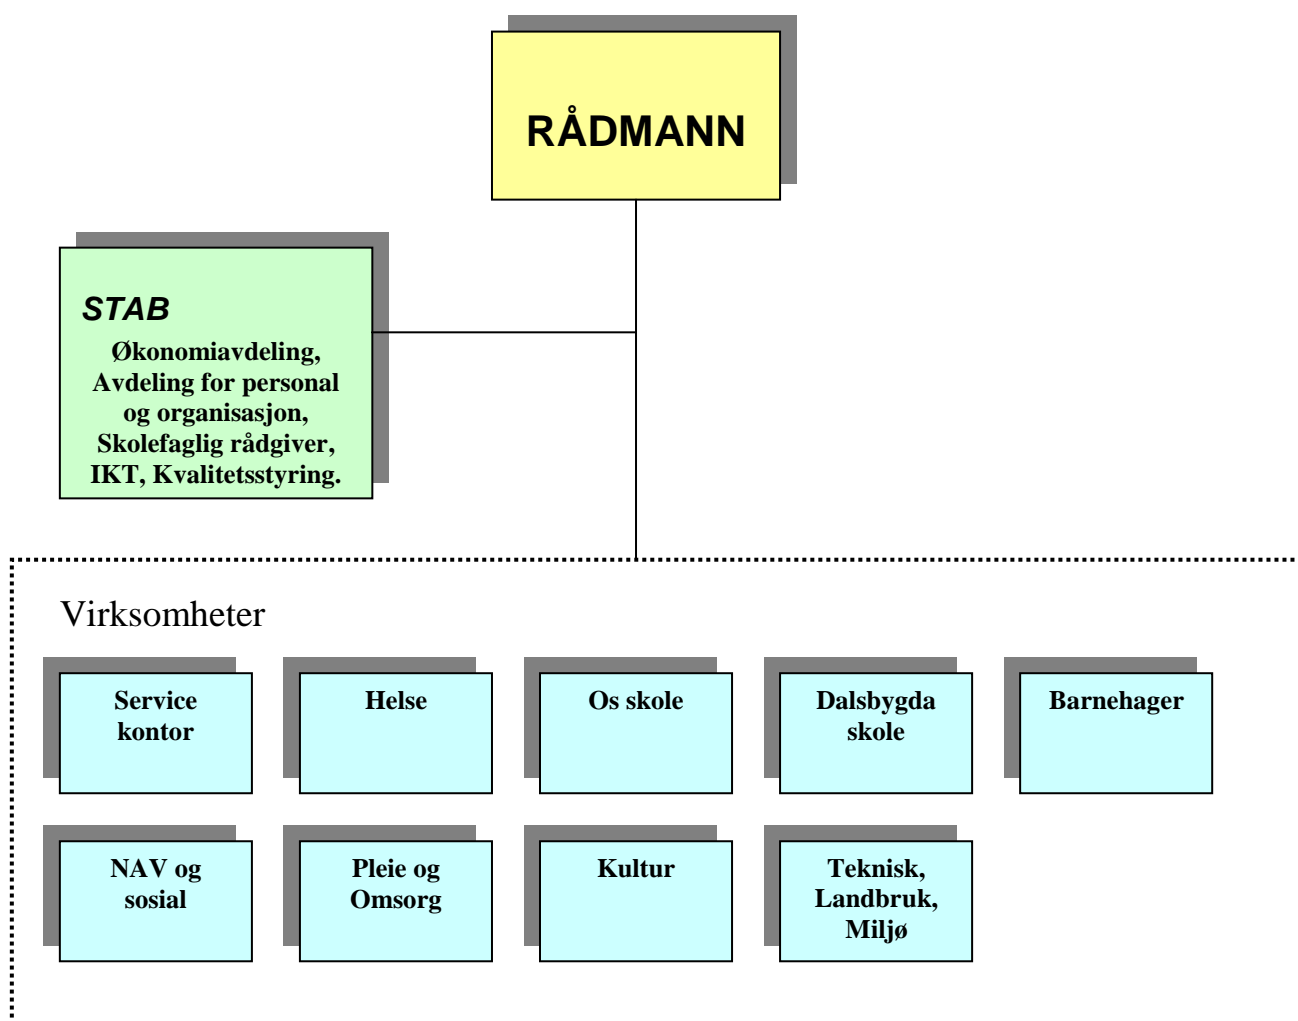 RÅDMANN
STAB
Økonomiavdeling,
Avdeling for personal
og organisasjon,
Skolefaglig rådgiver,
IKT, Kvalitetsstyring.
Virksomheter
Service
kontor
Helse
Os skole
Dalsbygda
skole
Barnehager
NAV og
sosial
Pleie og
Omsorg
Kultur
Teknisk,
Landbruk,
Miljø